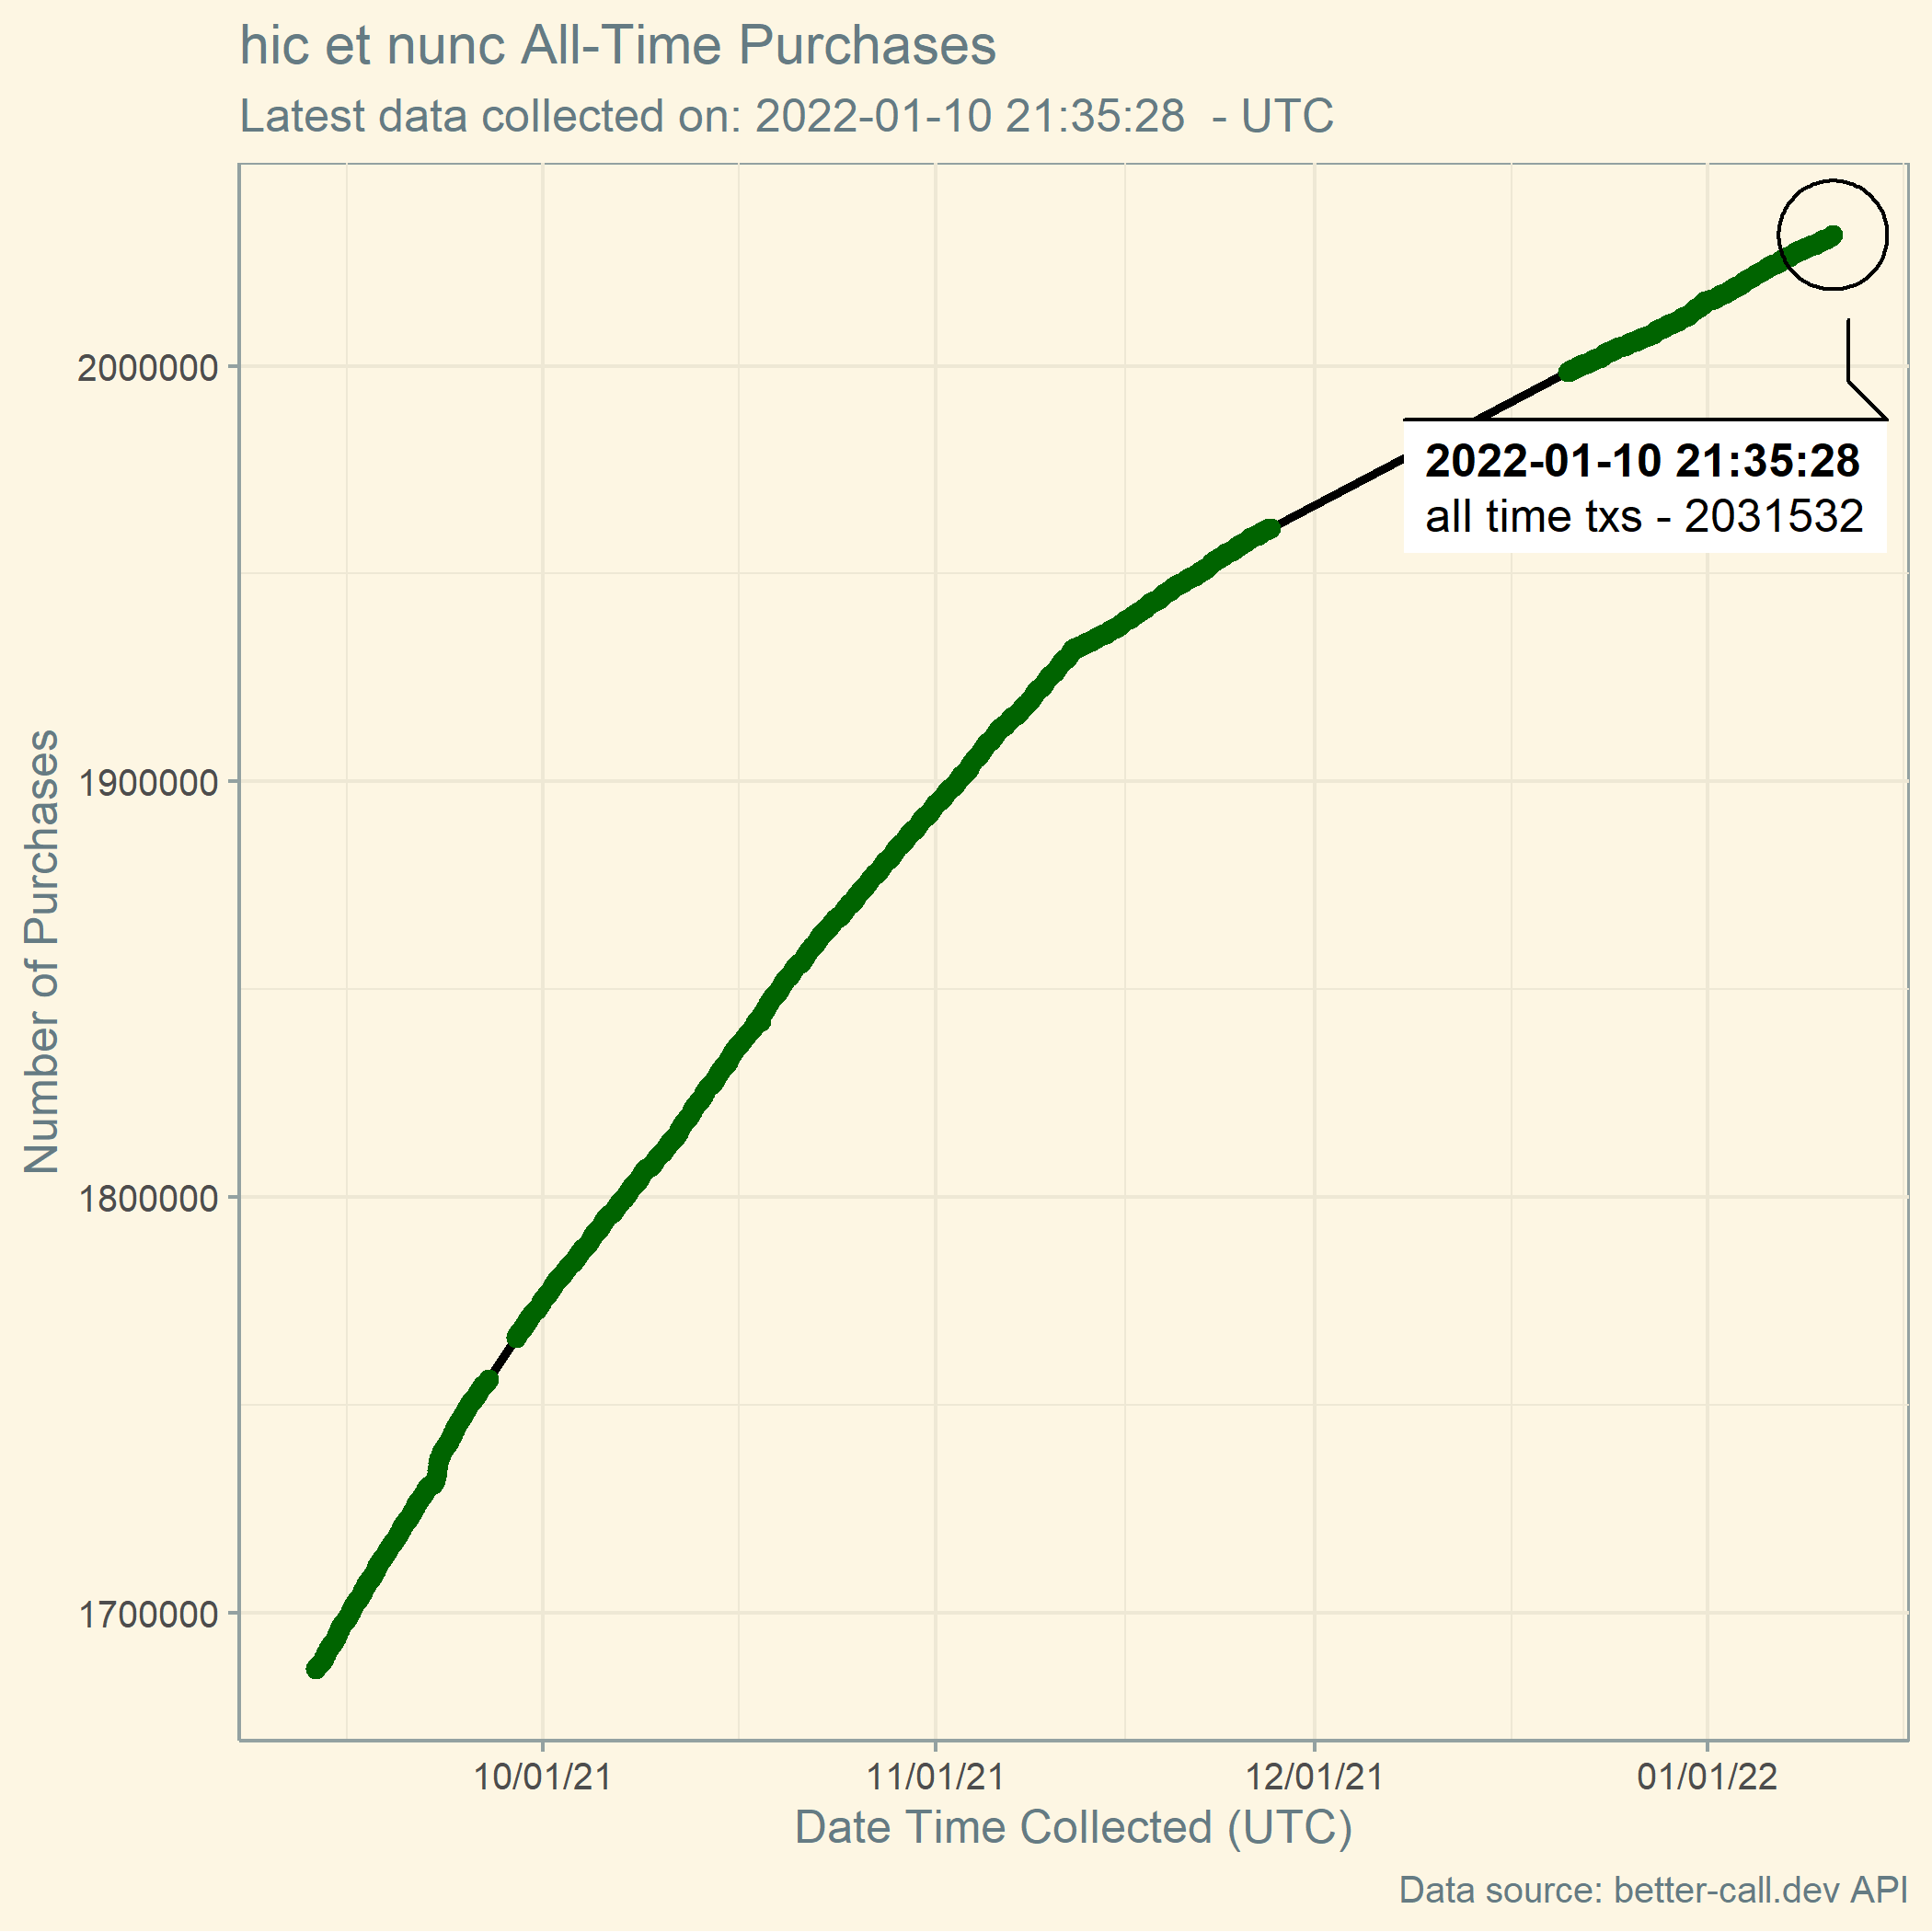 hic et nunc All-Time Purchases
Latest data collected on: 2022-01-10 21:35:28  - UTC
Number of Purchases
2000000
1900000
1800000
1700000
2022-01-10 21:35:28
all time txs - 2031532
10/01/21
11/01/21
12/01/21
01/01/22
Date Time Collected (UTC)
Data source: better-call.dev API